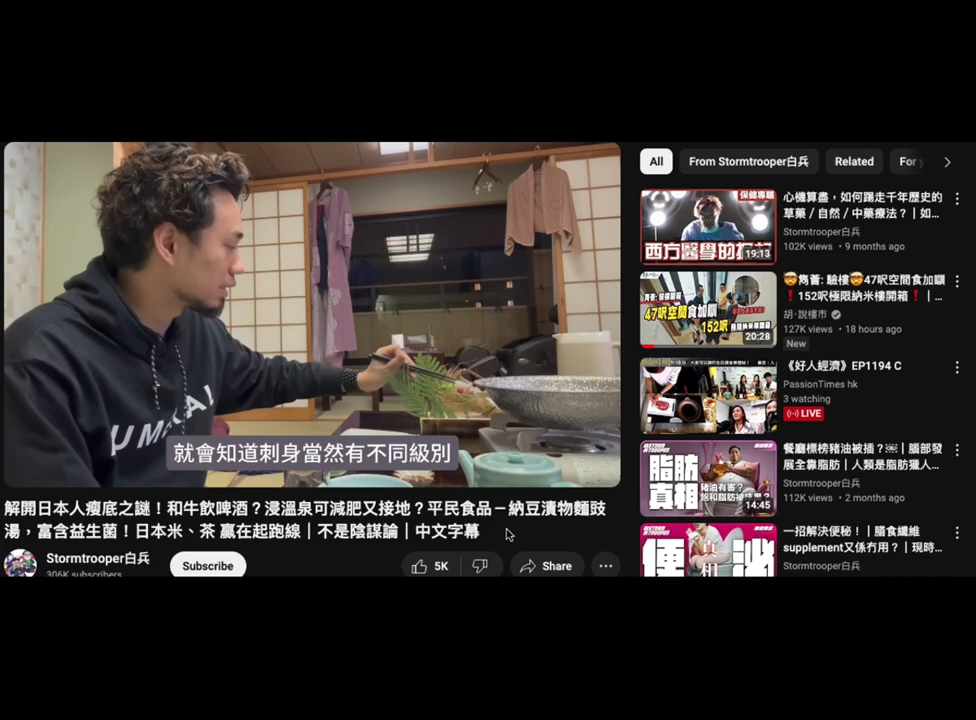 UMAKAI
就會知道刺身當然有不同級別
解開日本人瘦底之謎！和牛飲啤酒？浸溫泉可減肥又接地？平民食品－納豆漬物麵豉
湯，富含益生菌！日本米、茶 贏在起跑線｜不是陰謀論｜中文字幕
Stormtrooper白兵
306K subscribers
Subscribe
5K
Share
All
From Stormtrooper白兵
Related
For y
保健專題
西方醫學的
19:13
心機算盡，如何踢走千年歷史的
草藥／自然／中藥療法？｜如...
Stormtrooper白兵
102K views • 9 months ago
47呎空間食加瞓
152呎
20:28
🤯雋薈: 驗樓🤯47呎空間食加瞓
❗152呎極限納米樓開箱❗｜...
胡‧說樓市
127K views • 18 hours ago
New
《好人經濟》EP1194 C
PassionTimes hk
3 watching
LIVE
脂肪
真相
豬油有害？
14:45
餐廳標榜豬油被插？｜腦部發
展全靠脂肪｜人類是脂肪獵人...
Stormtrooper白兵
112K views • 2 months ago
便
真相
一招解決便秘！｜膳食纖維
supplement又係冇用？｜現時...
Stormtrooper白兵